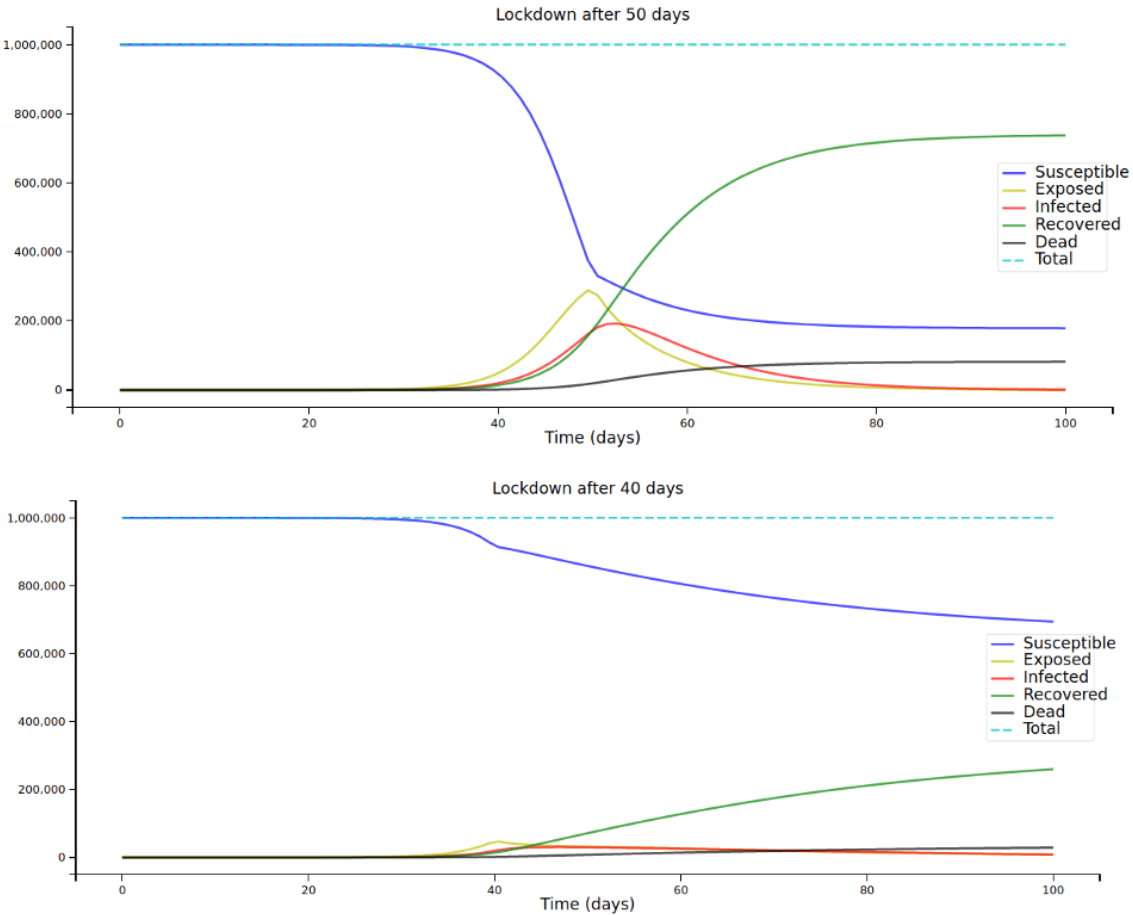 Lockdown after 50 days
1,000,000
800,000
600,000
400,000
200,000
0
Susceptible
Exposed
Infected
Recovered
Dead
Total
0 20 40 60 80 100
Time (days)
Lockdown after 40 days
1,000,000
800,000
600,000
400,000
200,000
0
Susceptible
Exposed
Infected
Recovered
Dead
Total
0 20 40 60 80 100
Time (days)